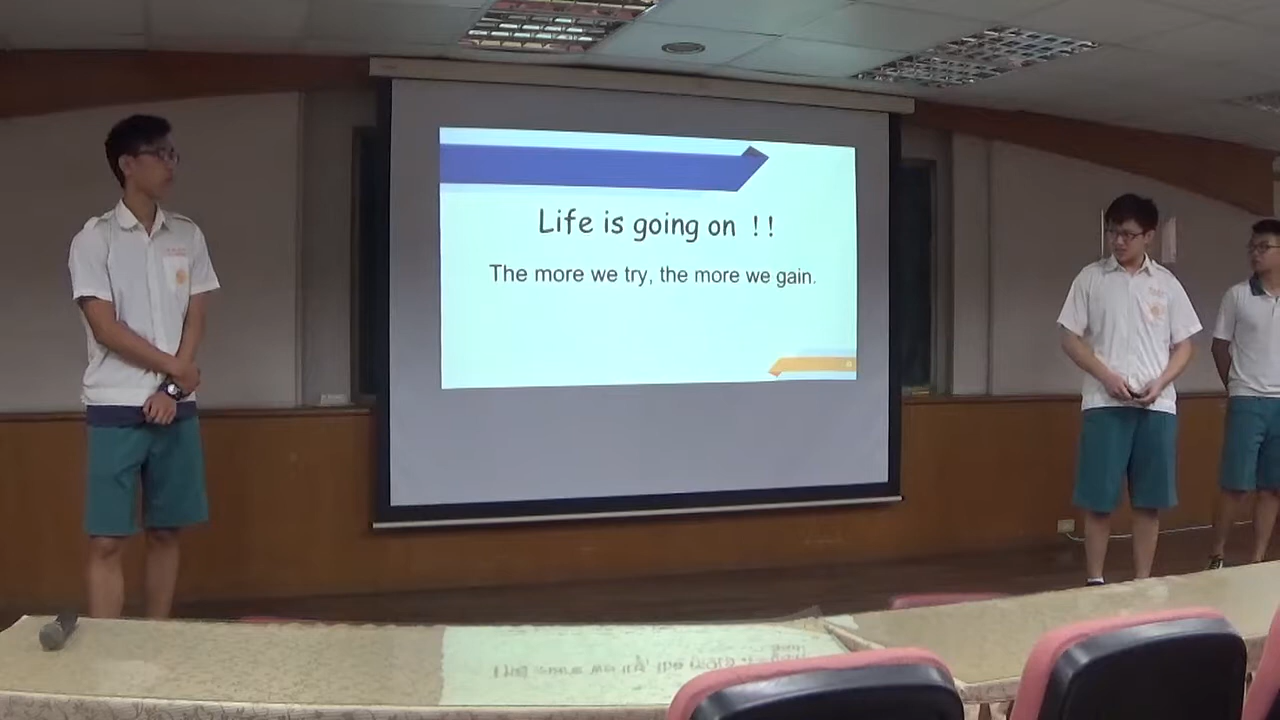 Life is going on !!
The more we try, the more we gain.